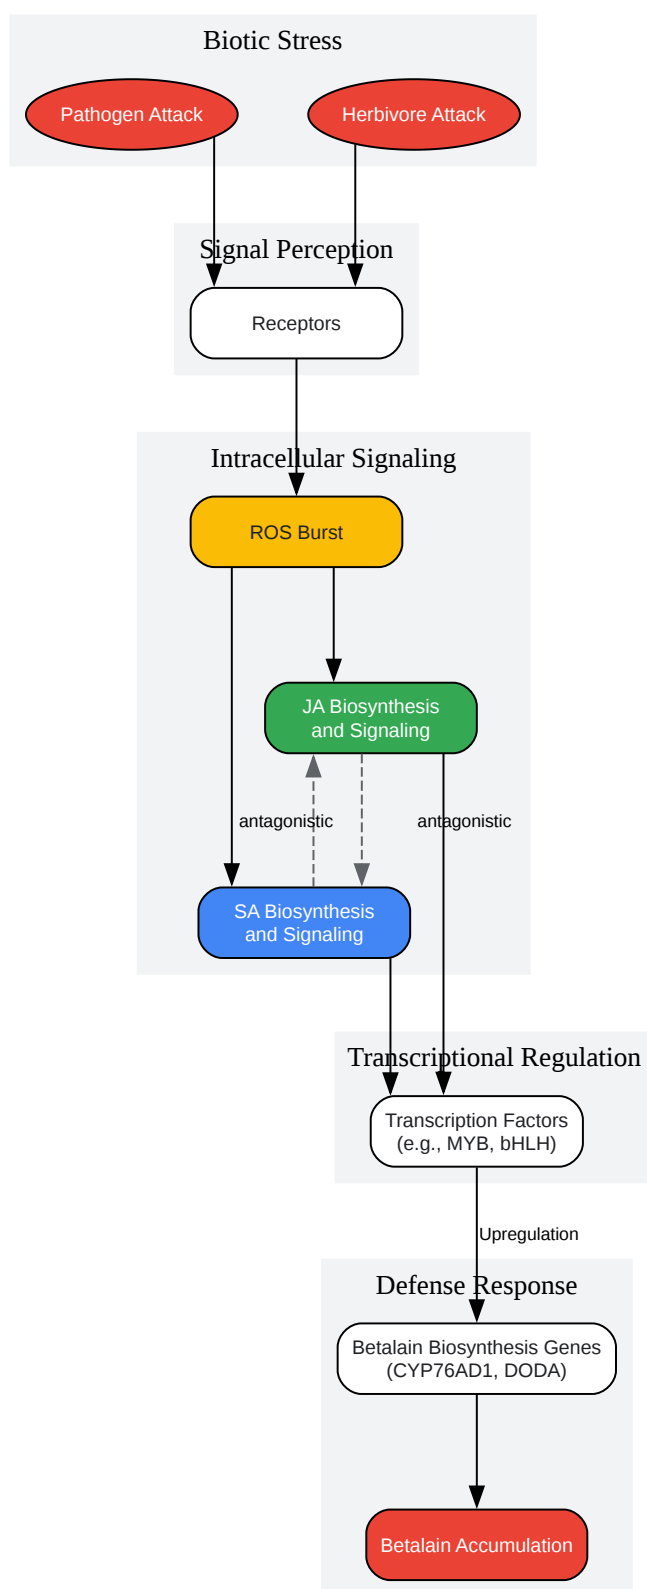 Biotic Stress
Pathogen Attack
Herbivore Attack
Signal Perception
Receptors
Intracellular Signaling
ROS Burst
JA Biosynthesis
and Signaling
antagonistic
antagonistic
SA Biosynthesis
and Signaling
Transcriptional Regulation
Transcription Factors
(e.g., MYB, bHLH)
Upregulation
Defense Response
Betalain Biosynthesis Genes
(CYP76AD1, DODA)
Betalain Accumulation